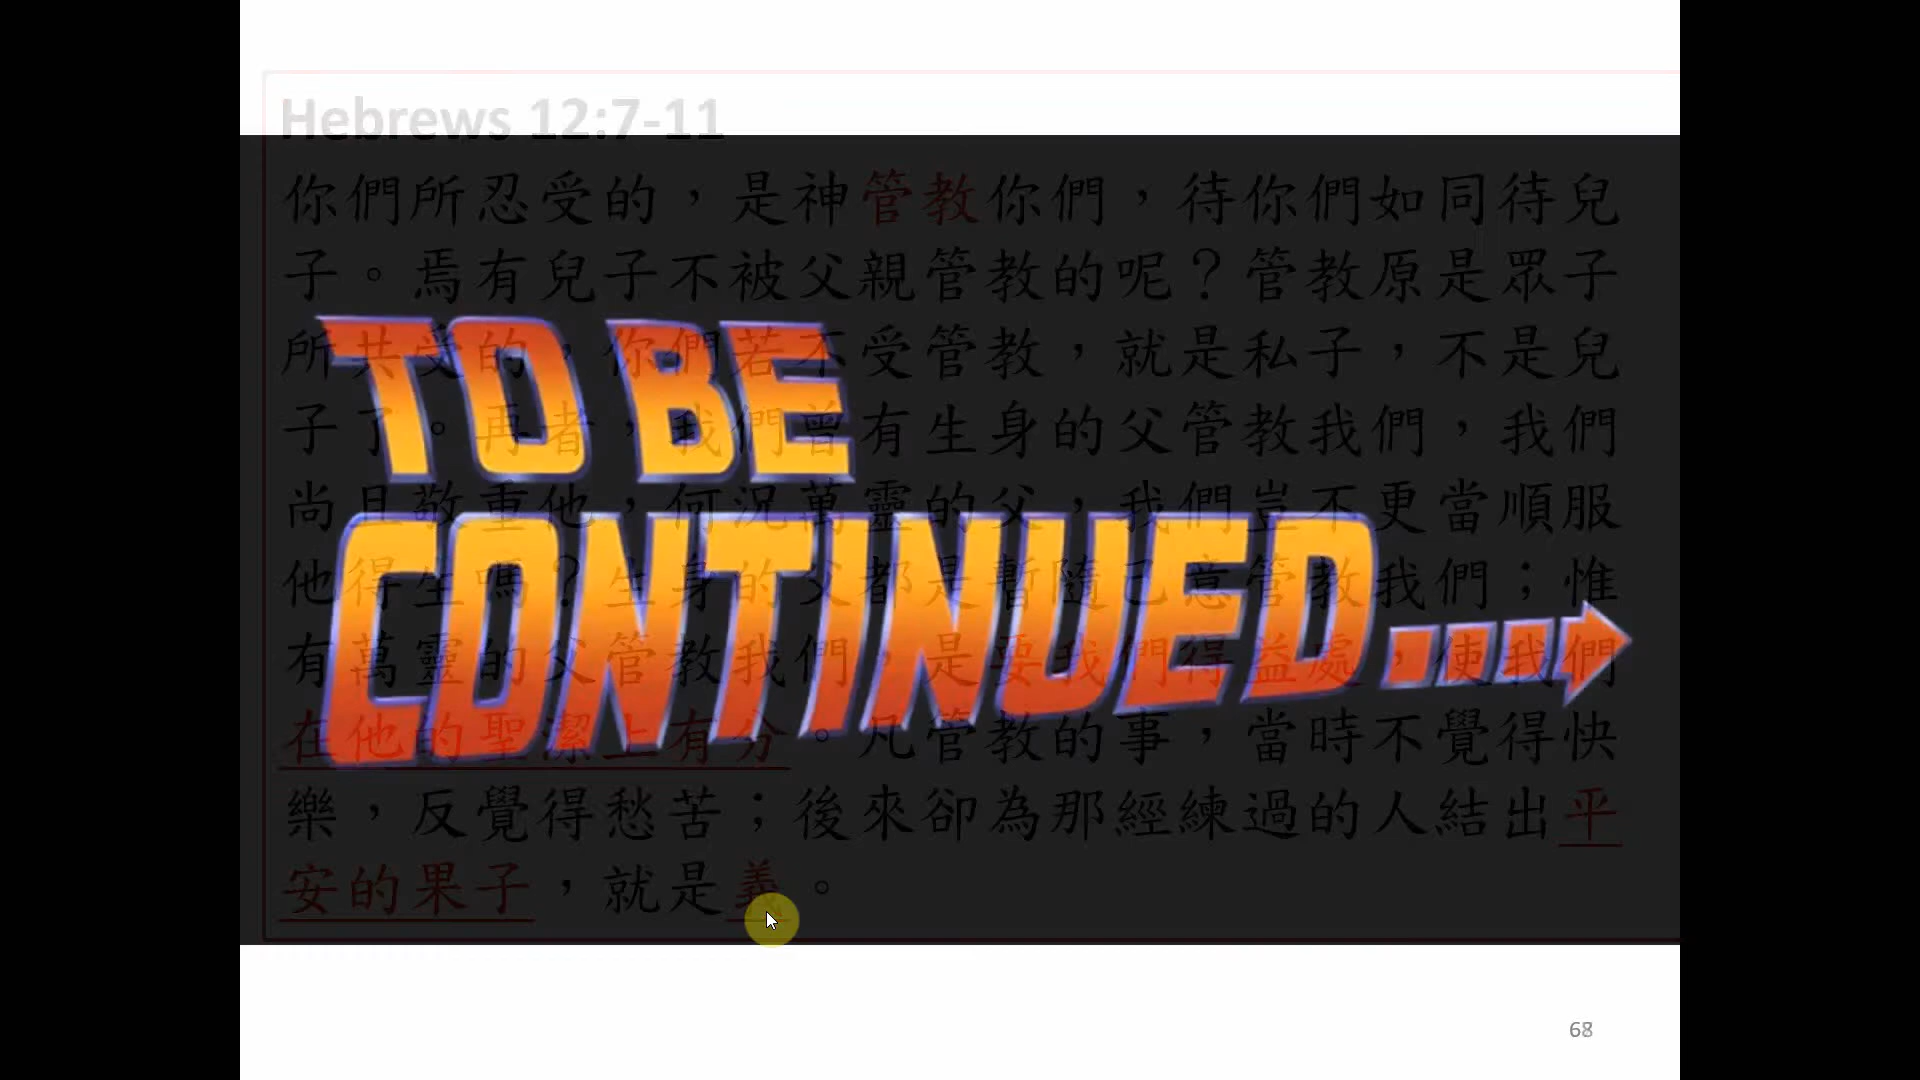 Hebrews 12:7-11
你們所忍受的，是神管教你們，待你們如同待兒
子。焉有兒子不被父親管教的呢？管教原是眾子
所共受的，你們若不受管教，就是私子，不是兒
子了。再者，我們曾有生身的父管教我們，我們
尚且敬重他，何況萬靈的父，我們豈不更當順服
他得生嗎？生身的父都是暫隨己意管教我們；惟
有萬靈的父管教我們，是要我們得益處，使我們
在他的聖潔上有分。凡管教的事，當時不覺得快
樂，反覺得愁苦；後來卻為那經練過的人結出平
安的果子，就是義。
TO BE
CONTINUED...